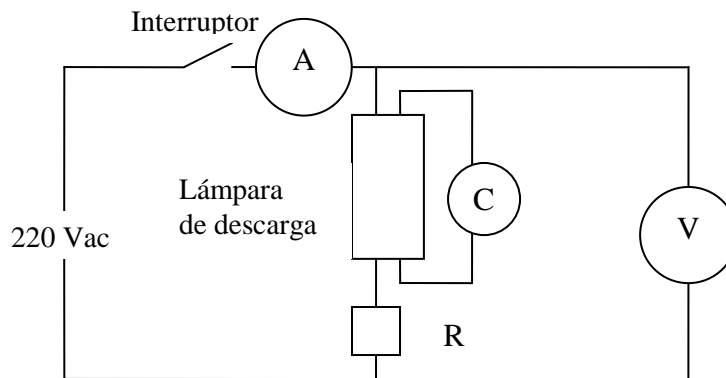 Interruptor
A
Lámpara
de descarga
C
220 Vac
V
R